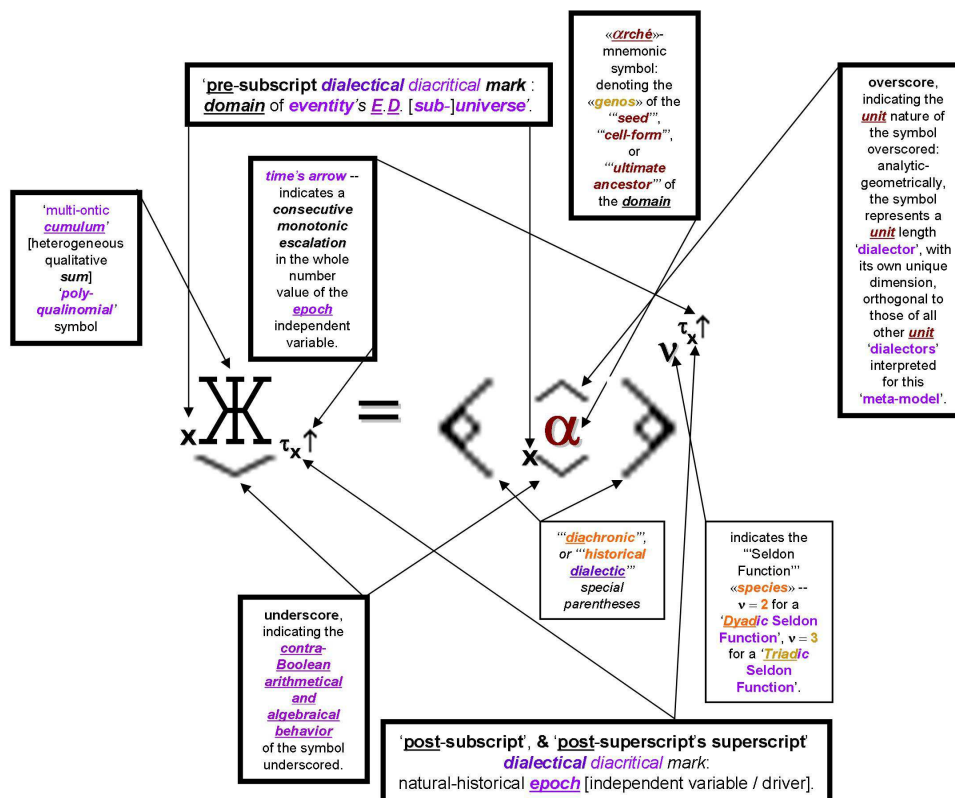 'pre-subscript dialectical diacritical mark :
domain of eventity's E.D. [sub-]universe'.
«αrché»-
mnemonic
symbol:
denoting the
«genos» of the
'''seed''',
'''cell-form''',
or
'''ultimate
ancestor''' of
the domain
overscore,
indicating the
unit nature of
the symbol
overscored:
analytic-
geometrically,
the symbol
represents a
unit length
'dialector', with
its own unique
dimension,
orthogonal to
those of all
other unit
'dialectors'
interpreted
for this
'meta-model'.
time's arrow --
indicates a
consecutive
monotonic
escalation
in the whole
number
value of the
epoch
independent
variable.
'multi-ontic
cumulum'
[heterogeneous
qualitative
sum]
'poly-
qualinomial'
symbol
x Ж τx↑ = x α ν τx↑
'''diachronic''',
or '''historical
dialectic'''
special
parentheses
indicates the
'''Seldon
Function'''
«species» --
ν = 2 for a
'Dyadic Seldon
Function', ν = 3
for a 'Triadic
Seldon
Function'.
underscore,
indicating the
contra-
Boolean
arithmetical
and
algebraical
behavior
of the symbol
underscored.
'post-subscript', & 'post-superscript's superscript'
dialectical diacritical mark:
natural-historical epoch [independent variable / driver].